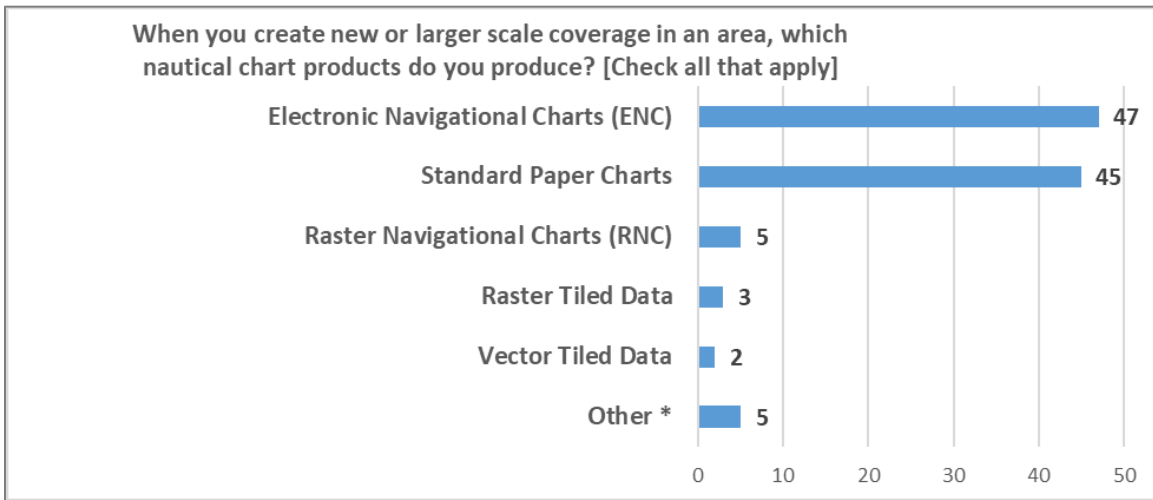 When you create new or larger scale coverage in an area, which
nautical chart products do you produce? [Check all that apply]
Electronic Navigational Charts (ENC) 47
Standard Paper Charts 45
Raster Navigational Charts (RNC) 5
Raster Tiled Data 3
Vector Tiled Data 2
Other * 5
0 10 20 30 40 50